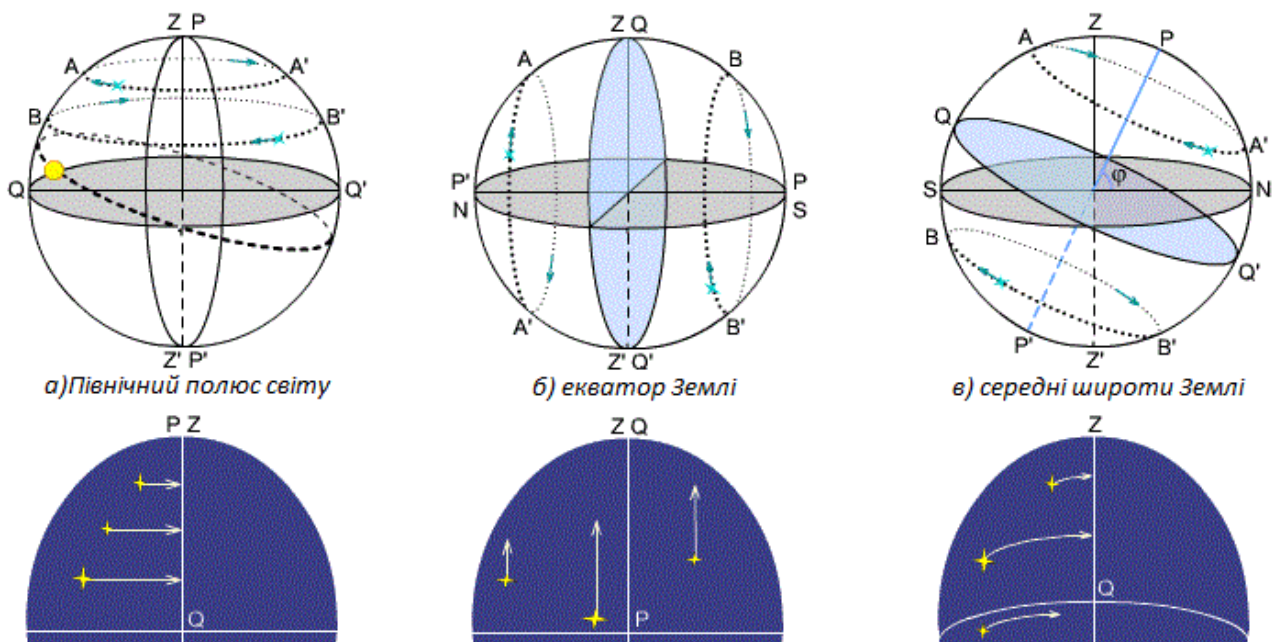 Z P
A
A'
B
B'
Q
Q'
Z' P'
а)Північний полюс світу
Z Q
A
B
P'
N
P
S
A'
B'
Z' Q'
б) екватор Землі
Z
P
A
Q
A'
φ
S
N
B
Q'
P'
B'
Z'
в) середні широти Землі
P Z
Q
Z Q
P
Z
Q